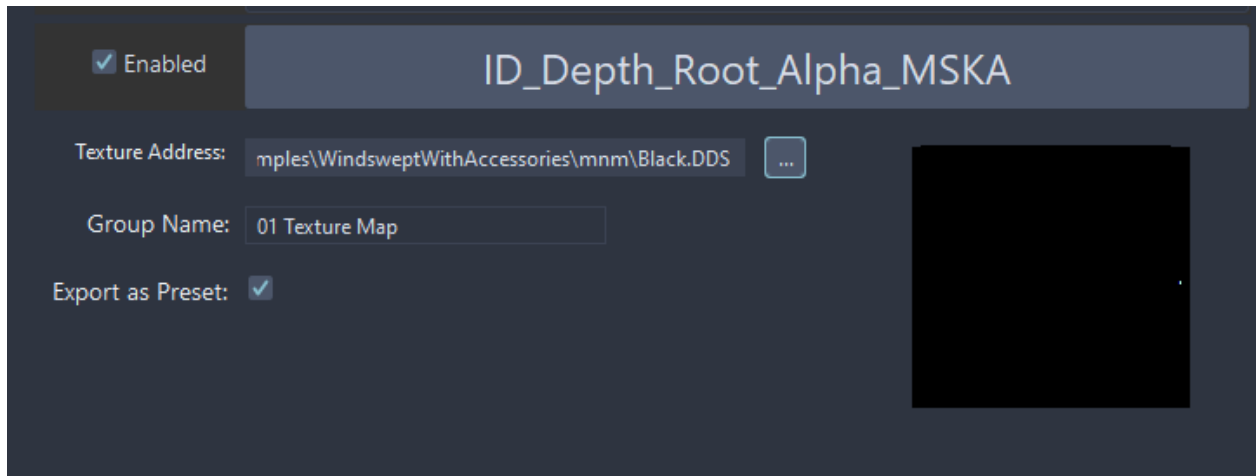 Enabled
ID_Depth_Root_Alpha_MSKA
Texture Address:
mples\WindsweptWithAccessories\mnm\Black.DDS
...
Group Name:
01 Texture Map
Export as Preset: